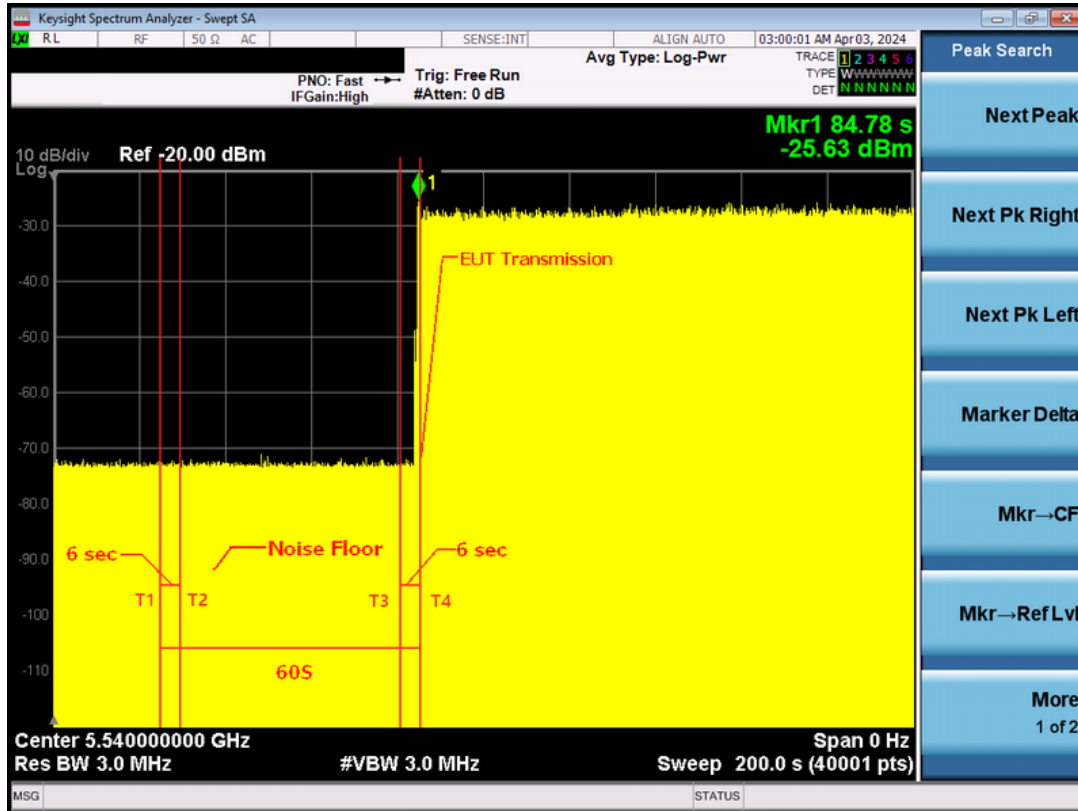 Keysight Spectrum Analyzer - Swept SA
LXI RL RF 50 Ω AC SENSE:INT ALIGN AUTO 03:00:01 AM Apr 03, 2024
PNO: Fast
IFGain:High
Trig: Free Run
#Atten: 0 dB
Avg Type: Log-Pwr
TRACE 1 2 3 4 5 6
TYPE WWWWWWW
DET N N N N N N
Mkr1 84.78 s
-25.63 dBm
10 dB/div Ref -20.00 dBm
Log
1
-30.0
-40.0
-50.0
-60.0
-70.0
-80.0
-90.0
-100
-110
EUT Transmission
6 sec
Noise Floor
6 sec
T1 T2 T3 T4
60S
Center 5.540000000 GHz Span 0 Hz
Res BW 3.0 MHz #VBW 3.0 MHz Sweep 200.0 s (40001 pts)
MSG STATUS
Peak Search
Next Peak
Next Pk Right
Next Pk Left
Marker Delta
Mkr→CF
Mkr→Ref Lvl
More
1 of 2